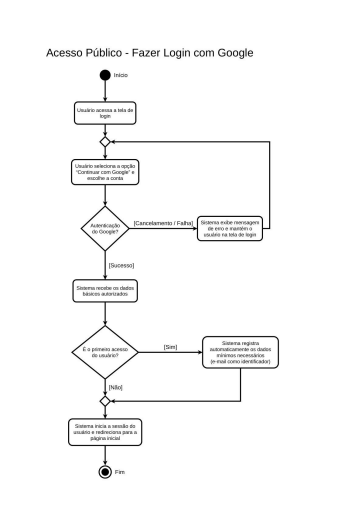 Acesso Público - Fazer Login com Google
Início
Usuário acessa a tela de
login
Usuário seleciona a opção
"Continuar com Google" e
escolhe a conta
Autenticação
do Google?
[Cancelamento / Falha]
Sistema exibe mensagem
de erro e mantém o
usuário na tela de login
[Sucesso]
Sistema recebe os dados
básicos autorizados
É o primeiro acesso
do usuário?
[Sim]
Sistema registra
automaticamente os dados
mínimos necessários
(e-mail como identificador)
[Não]
Sistema inicia a sessão do
usuário e redireciona para a
página inicial
Fim